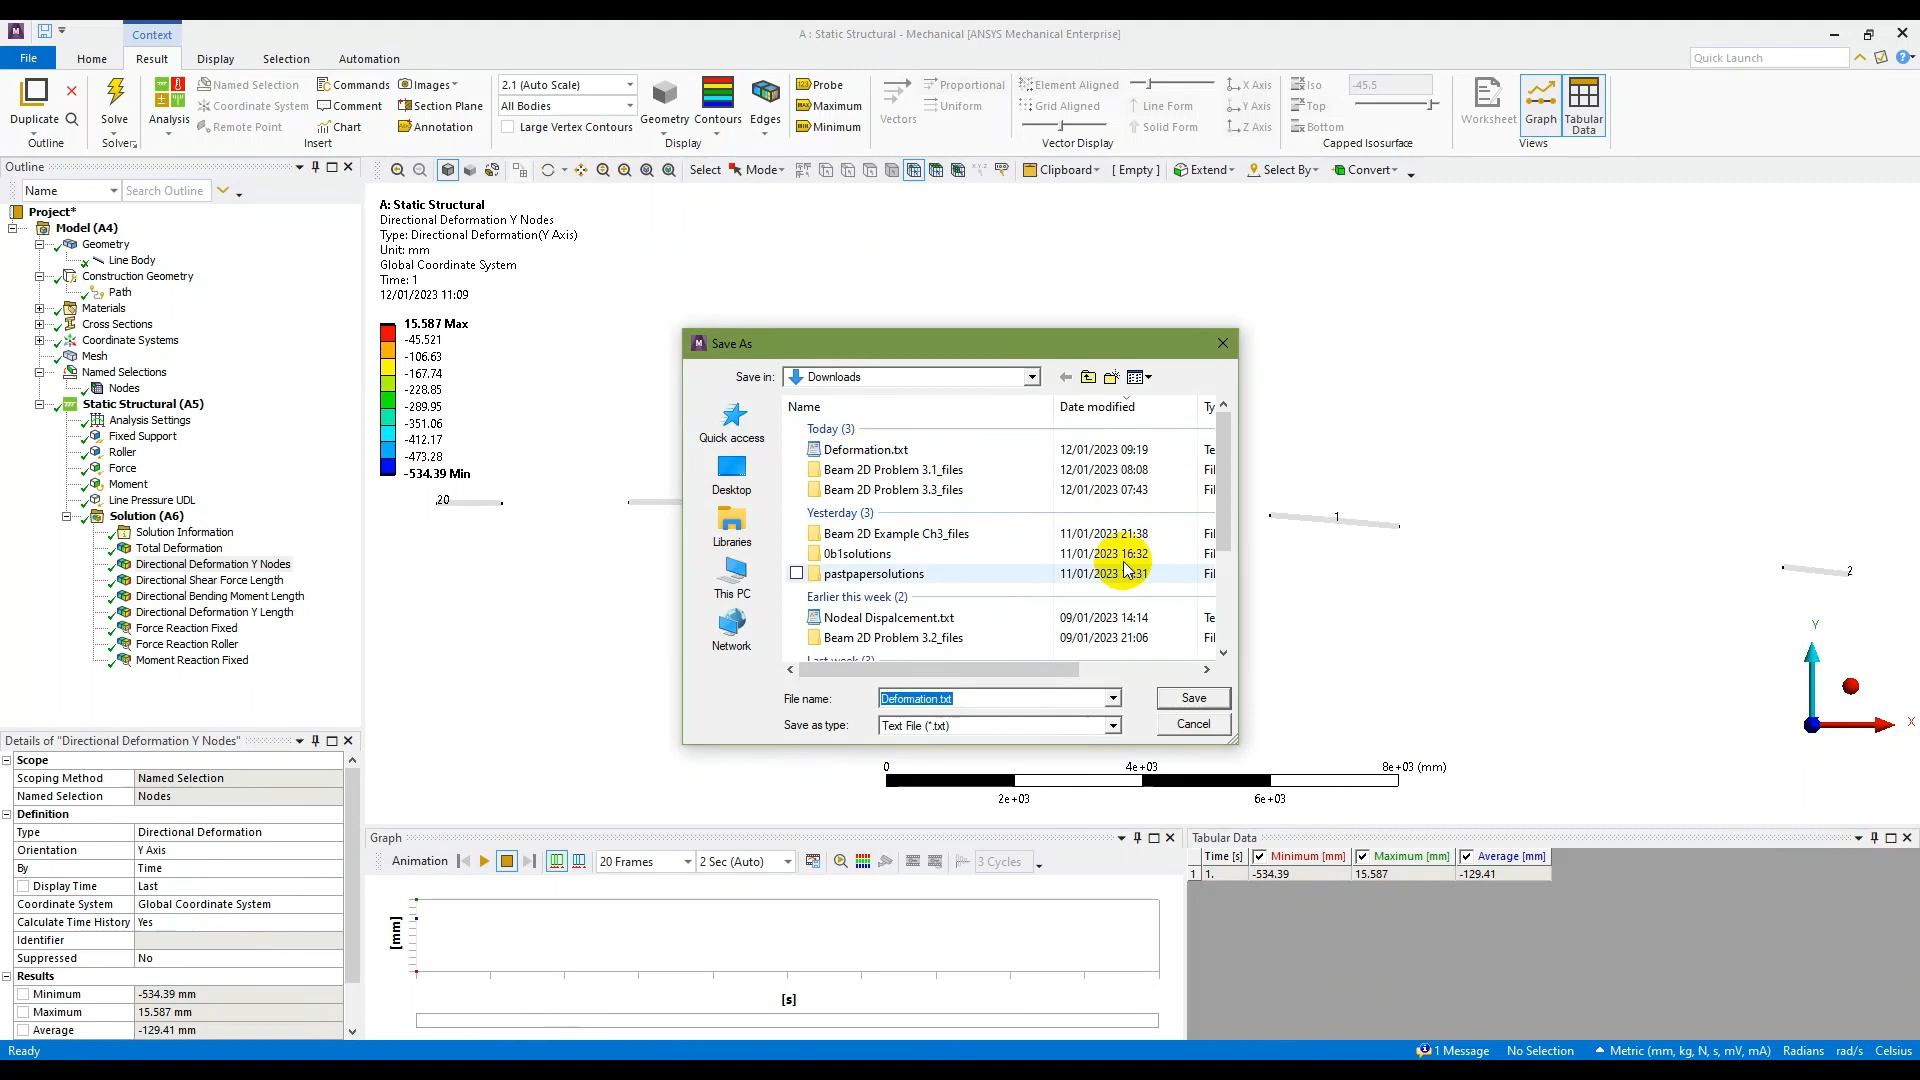 Context
A : Static Structural - Mechanical [ANSYS Mechanical Enterprise]
File Home Result Display Selection Automation
Quick Launch
Duplicate
Outline
Solve
Solver
Analysis
Named Selection
Coordinate System
Remote Point
Commands
Comment
Chart
Images
Section Plane
Annotation
Insert
2.1 (Auto Scale)
All Bodies
Large Vertex Contours
Geometry
Contours
Edges
Display
Probe
Maximum
Minimum
Vectors
Proportional
Uniform
Element Aligned
Grid Aligned
Line Form
Solid Form
X Axis
Y Axis
Z Axis
Vector Display
Iso
Top
Bottom
-45.5
Capped Isosurface
Worksheet
Graph
Tabular
Data
Views
Outline
Name
Search Outline
Select Mode Clipboard [ Empty ] Extend Select By Convert
Project*
Model (A4)
Geometry
Line Body
Construction Geometry
Path
Materials
Cross Sections
Coordinate Systems
Mesh
Named Selections
Nodes
Static Structural (A5)
Analysis Settings
Fixed Support
Roller
Force
Moment
Line Pressure UDL
Solution (A6)
Solution Information
Total Deformation
Directional Deformation Y Nodes
Directional Shear Force Length
Directional Bending Moment Length
Directional Deformation Y Length
Force Reaction Fixed
Force Reaction Roller
Moment Reaction Fixed
A: Static Structural
Directional Deformation Y Nodes
Type: Directional Deformation(Y Axis)
Unit: mm
Global Coordinate System
Time: 1
12/01/2023 11:09
15.587 Max
-45.521
-106.63
-167.74
-228.85
-289.95
-351.06
-412.17
-473.28
-534.39 Min
20
1
2
Save As
Save in: Downloads
Quick access
Desktop
Libraries
This PC
Network
Name Date modified Ty
Today (3)
Deformation.txt 12/01/2023 09:19 Te
Beam 2D Problem 3.1_files 12/01/2023 08:08 Fil
Beam 2D Problem 3.3_files 12/01/2023 07:43 Fil
Yesterday (3)
Beam 2D Example Ch3_files 11/01/2023 21:38 Fil
0b1solutions 11/01/2023 16:32 Fil
pastpapersolutions 11/01/2023 Fil
Earlier this week (2)
Nodeal Dispalcement.txt 09/01/2023 14:14 Te
Beam 2D Problem 3.2_files 09/01/2023 21:06 Fil
Last week (3)
File name: Deformation.txt
Save
Save as type: Text File (*.txt)
Cancel
Y
X
0 4e+03 8e+03 (mm)
2e+03 6e+03
Details of "Directional Deformation Y Nodes"
Scope
Scoping Method Named Selection
Named Selection Nodes
Definition
Type Directional Deformation
Orientation Y Axis
By Time
Display Time Last
Coordinate System Global Coordinate System
Calculate Time History Yes
Identifier
Suppressed No
Results
Minimum -534.39 mm
Maximum 15.587 mm
Average -129.41 mm
Graph
Animation 20 Frames 2 Sec (Auto) 3 Cycles
[mm]
[s]
Tabular Data
Time [s] Minimum [mm] Maximum [mm] Average [mm]
1 1. -534.39 15.587 -129.41
Ready
1 Message No Selection Metric (mm, kg, N, s, mV, mA) Radians rad/s Celsius